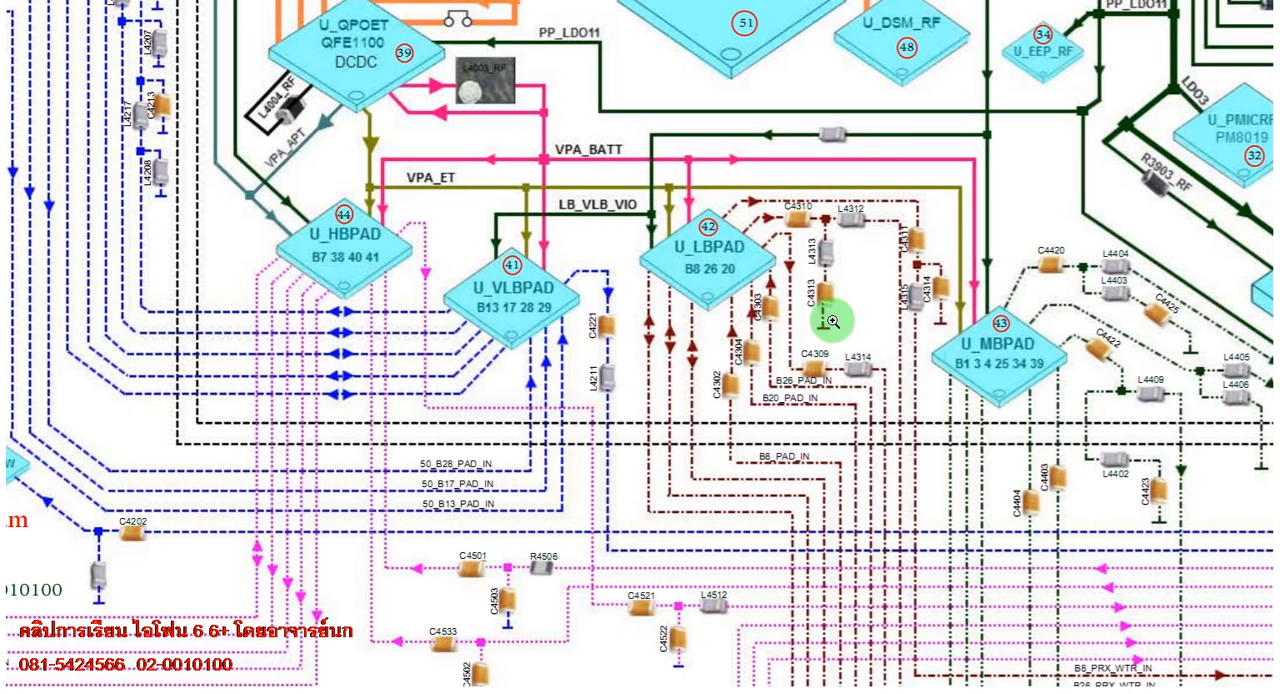 U_QPOET
QFE1100
DCDC
39
PP_LDO11
51
U_DSM_RF
48
34
U_EEP_RF
PP_LDO11
LDO3
U_PMICRF
PM8019
32
R3903_RF
L4207
L4217
C4213
L4208
L4004_RF
L4003_RF
VPA_APT
VPA_BATT
VPA_ET
LB_VLB_VIO
44
U_HBPAD
B7 38 40 41
41
U_VLBPAD
B13 17 28 29
42
U_LBPAD
B8 26 20
43
U_MBPAD
B1 3 4 25 34 39
C4310
L4312
L4313
C4313
C4311
L4315
C4314
C4303
C4304
C4302
C4309
L4314
B26_PAD_IN
B20_PAD_IN
B8_PAD_IN
C4221
L4211
C4420
L4404
L4403
C4425
C4422
L4405
L4406
L4409
L4402
C4423
C4403
C4404
50_B28_PAD_IN
50_B17_PAD_IN
50_B13_PAD_IN
C4202
C4501
R4506
C4503
C4521
L4512
C4522
C4533
C4502
B8_PRX_WTR_IN
B26_PRX_WTR_IN
.m
010100
คลิปการเรียน ไอโฟน 6 6+ โดยอาจารย์นก
081-5424566 02-0010100